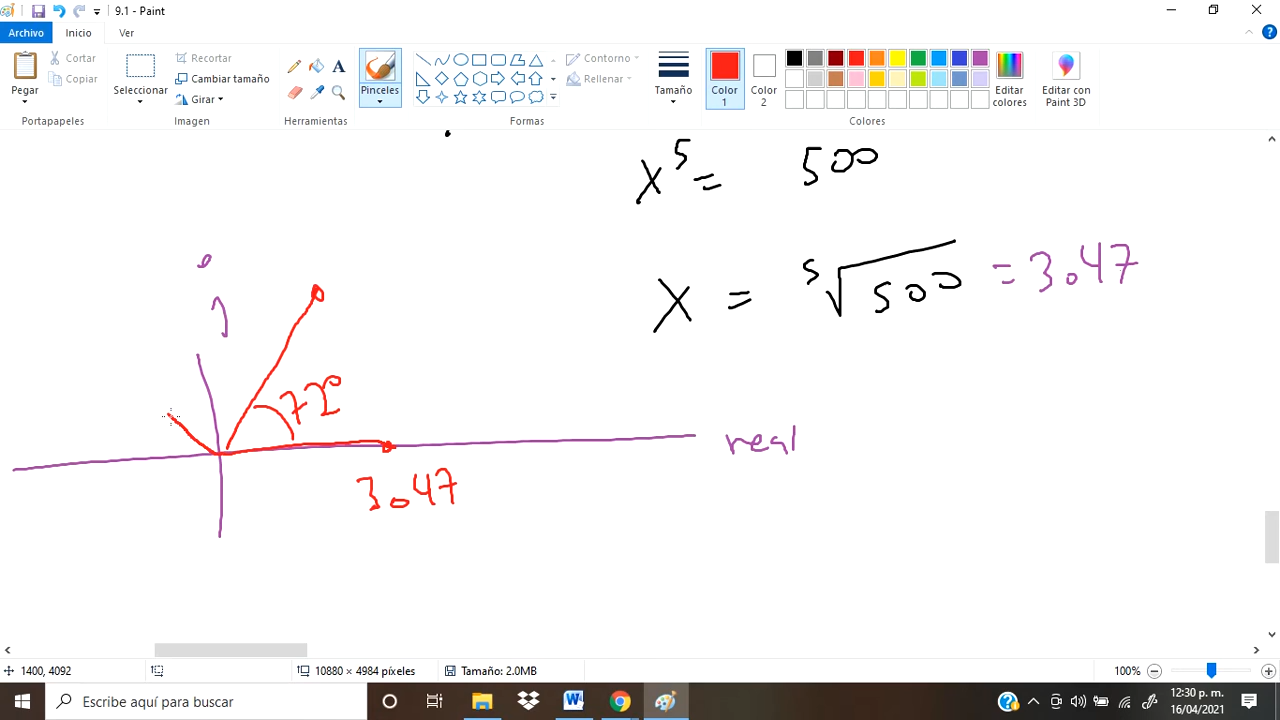 9.1 - Paint
Archivo Inicio Ver
Pegar
Cortar
Copiar
Portapapeles
Seleccionar
Recortar
Cambiar tamaño
Girar
Imagen
A
Herramientas
Pinceles
Contorno
Rellenar
Formas
Tamaño
Color 1
Color 2
Editar colores
Editar con Paint 3D
Colores
x⁵ = 500
x = ⁵√500 = 3.47
72°
real
3.47
1400, 4092
10880 × 4984 píxeles
Tamaño: 2.0MB
100%
Escribe aquí para buscar
12:30 p. m.
16/04/2021